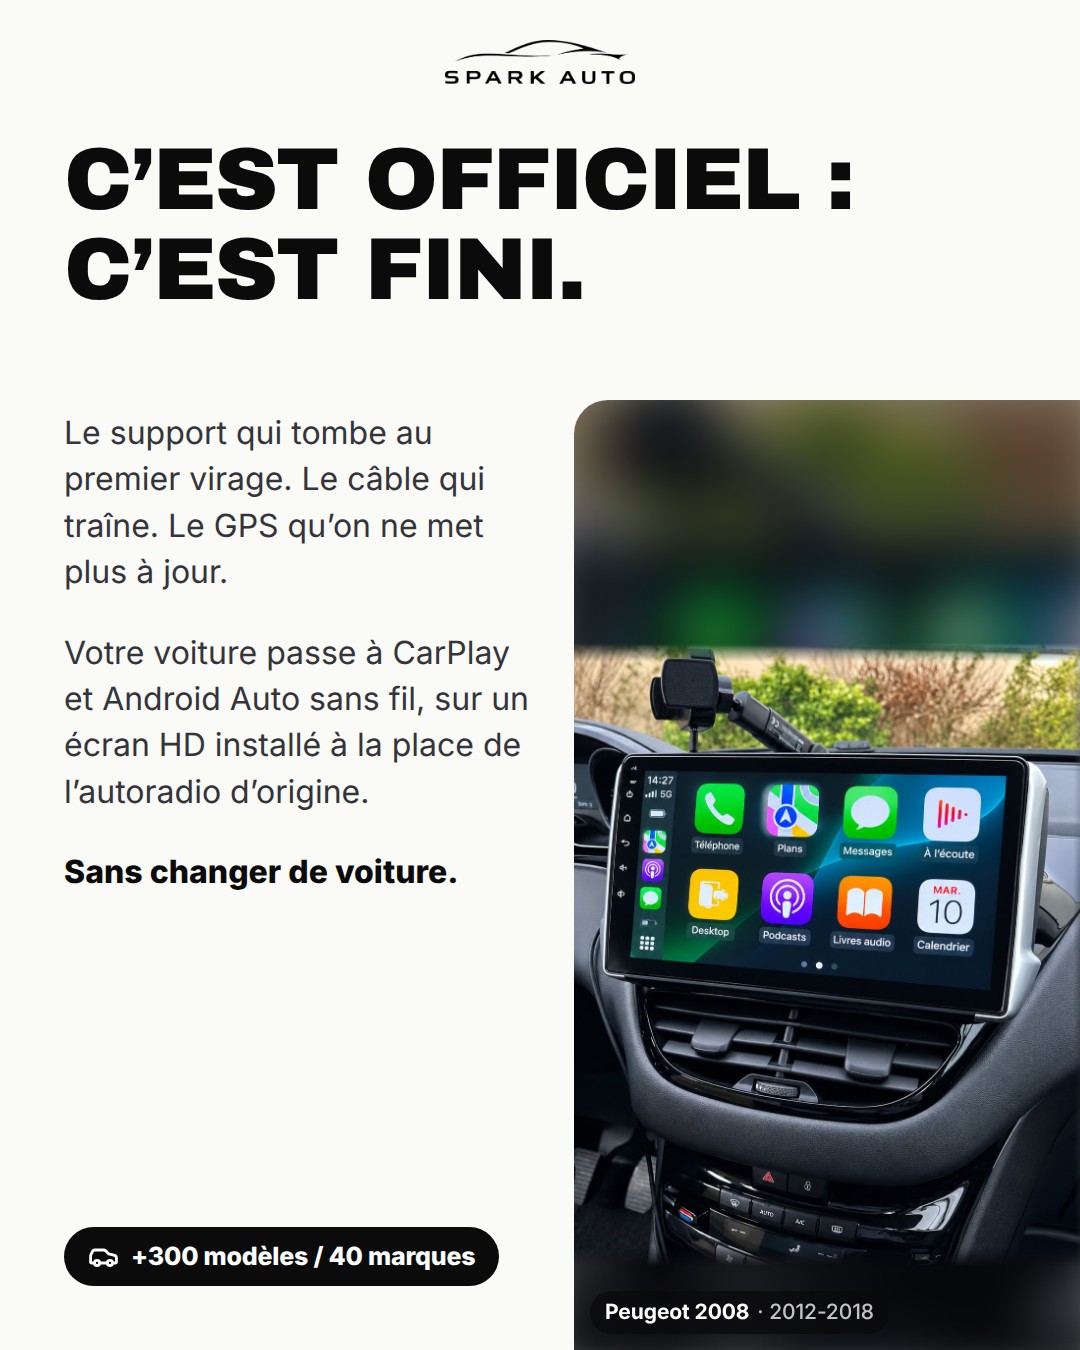 SPARK AUTO
C’EST OFFICIEL :
C’EST FINI.
Le support qui tombe au
premier virage. Le câble qui
traîne. Le GPS qu’on ne met
plus à jour.
Votre voiture passe à CarPlay
et Android Auto sans fil, sur un
écran HD installé à la place de
l’autoradio d’origine.
Sans changer de voiture.
+300 modèles / 40 marques
14:27
5G
Téléphone
Plans
Messages
À l’écoute
Desktop
Podcasts
Livres audio
MAR.
10
Calendrier
AUTO
A/C
Peugeot 2008 · 2012-2018